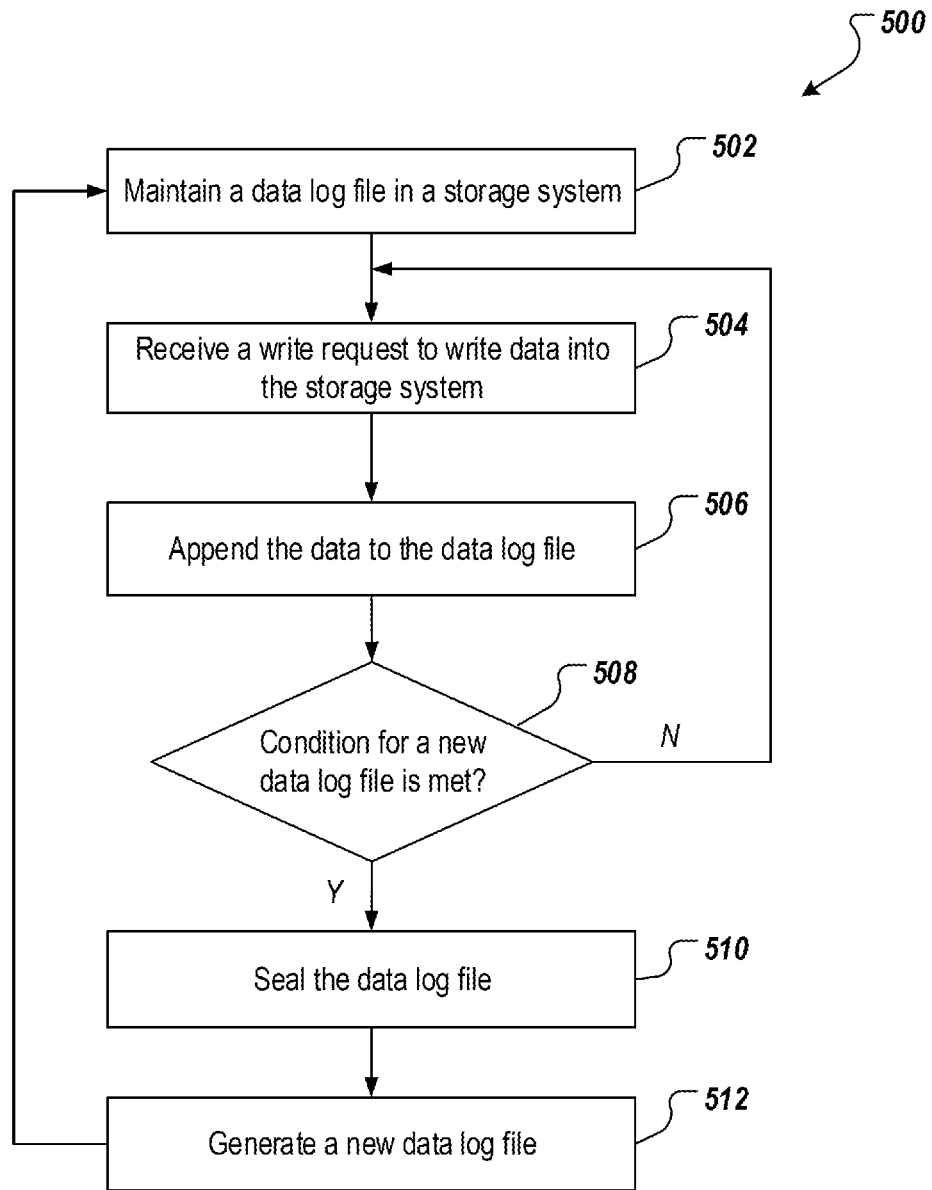 500
502
Maintain a data log file in a storage system
504
Receive a write request to write data into
the storage system
506
Append the data to the data log file
508
Condition for a new
data log file is met?
N
Y
510
Seal the data log file
512
Generate a new data log file